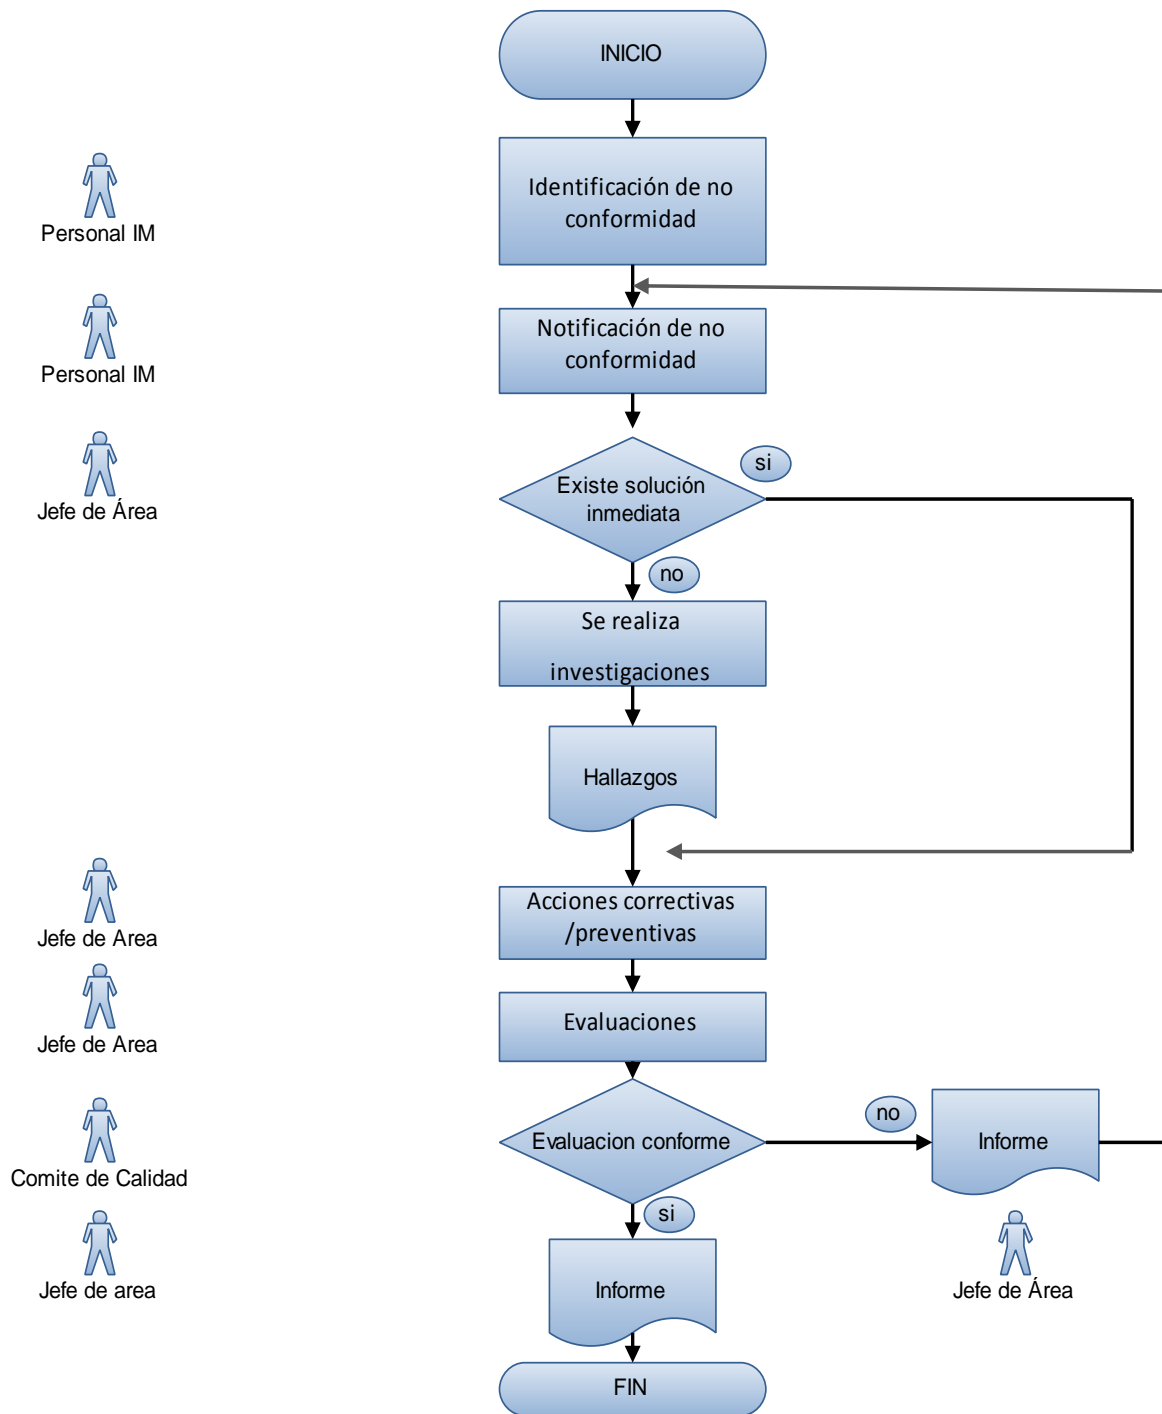 INICIO
Personal IM
Identificación de no
conformidad
Personal IM
Notificación de no
conformidad
Jefe de Área
Existe solución
inmediata
si
no
Se realiza
investigaciones
Hallazgos
Jefe de Area
Acciones correctivas
/preventivas
Jefe de Area
Evaluaciones
Comite de Calidad
Evaluacion conforme
no
Informe
Jefe de Área
si
Jefe de area
Informe
FIN